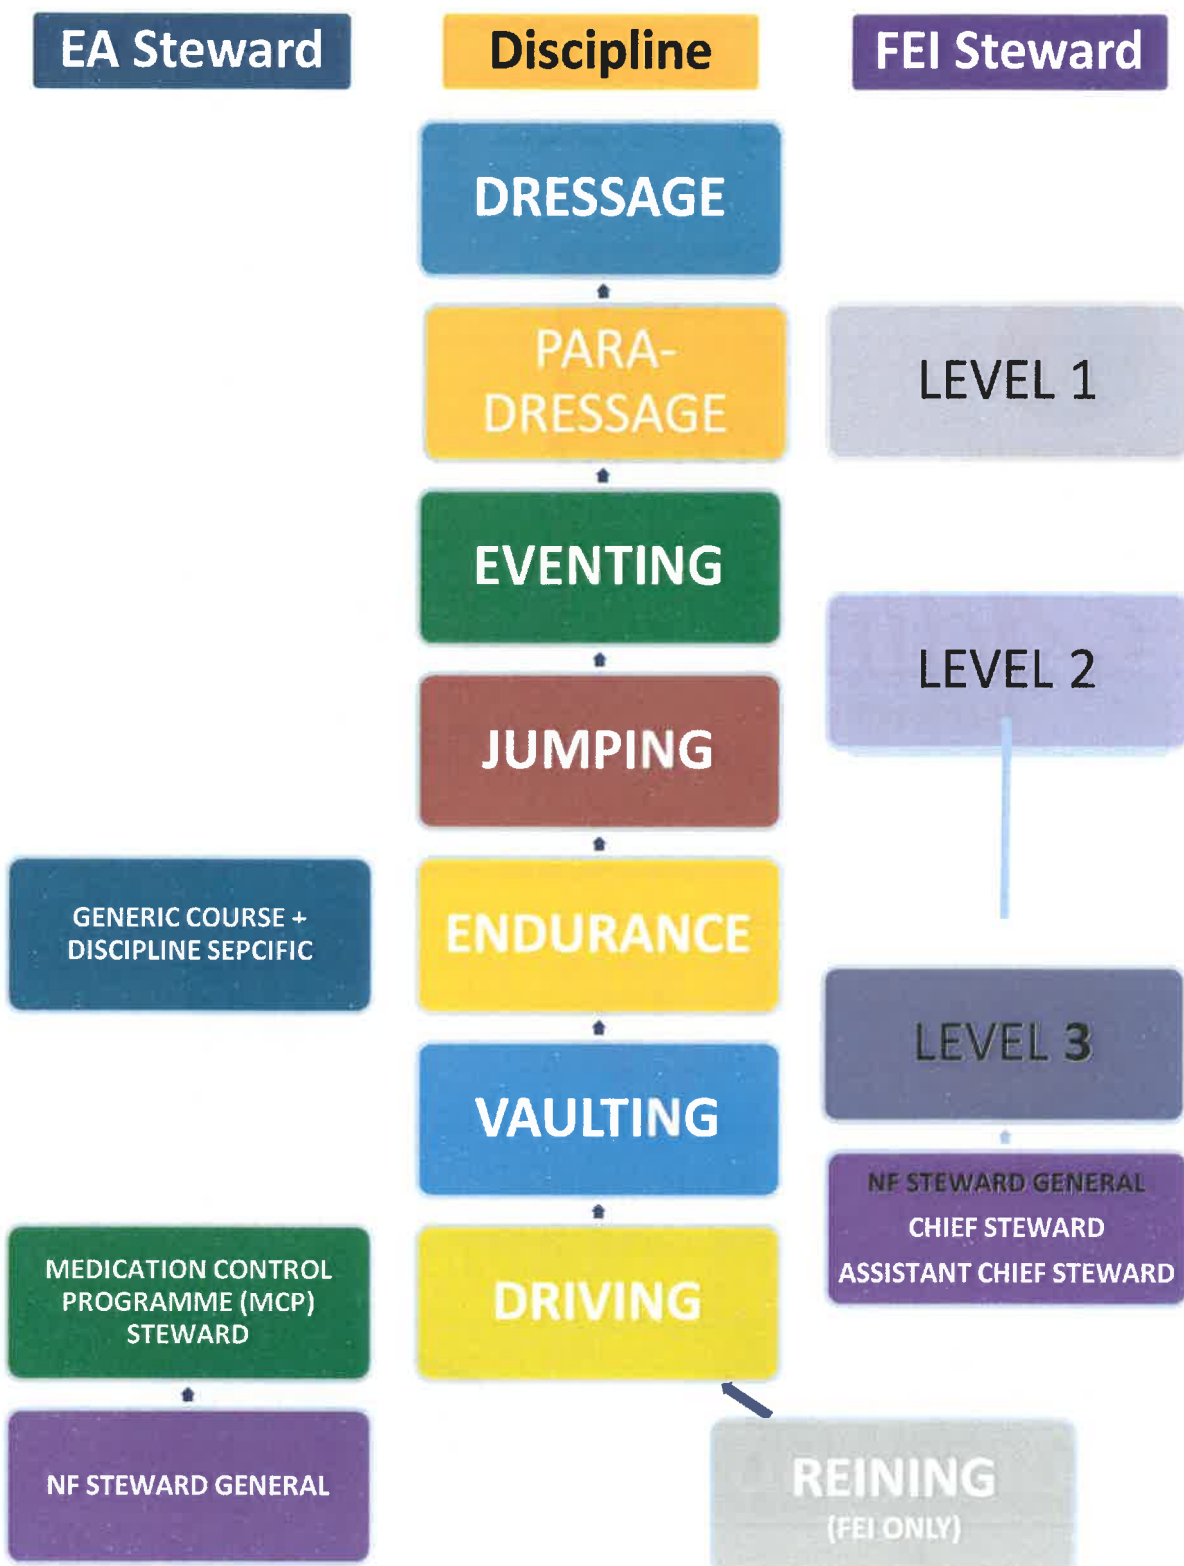 EA Steward
Discipline
FEI Steward
DRESSAGE
PARA-
DRESSAGE
LEVEL 1
EVENTING
LEVEL 2
JUMPING
GENERIC COURSE +
DISCIPLINE SEPCIFIC
ENDURANCE
LEVEL 3
VAULTING
NF STEWARD GENERAL
CHIEF STEWARD
ASSISTANT CHIEF STEWARD
MEDICATION CONTROL
PROGRAMME (MCP)
STEWARD
DRIVING
NF STEWARD GENERAL
REINING
(FEI ONLY)